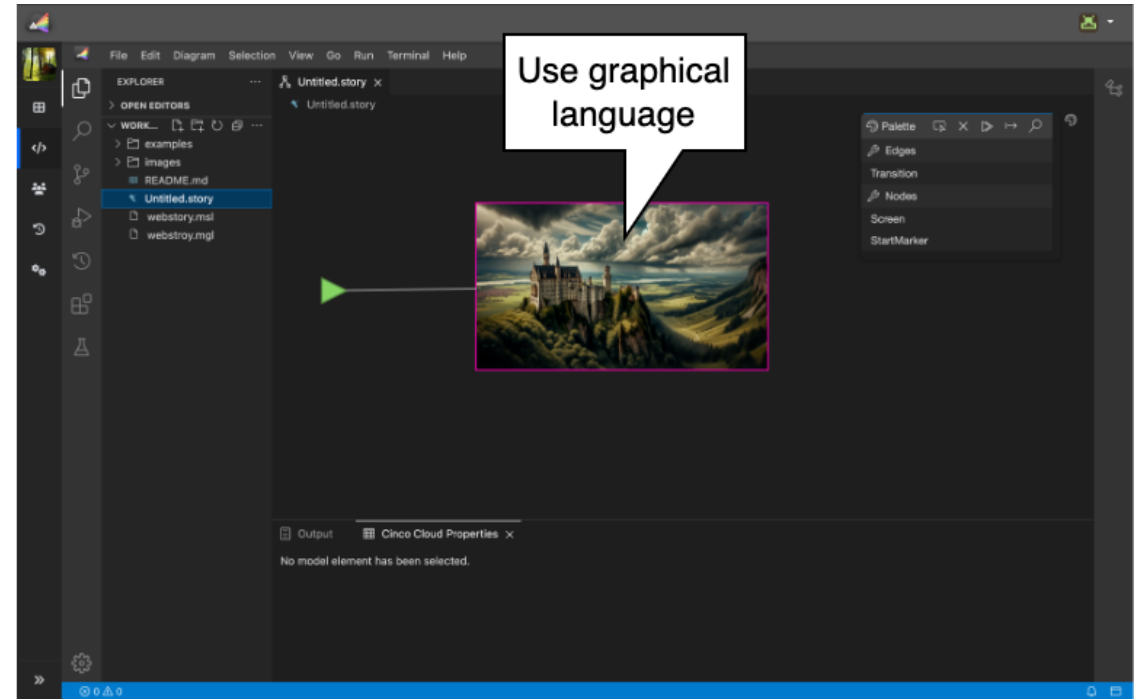 File Edit Diagram Selection View Go Run Terminal Help
Use graphical
language
EXPLORER
Untitled.story
OPEN EDITORS
Untitled.story
WORK...
examples
images
README.md
Untitled.story
webstory.msl
webstroy.mgl
Palette
Edges
Transition
Nodes
Screen
StartMarker
Output Cinco Cloud Properties
No model element has been selected.
0 0